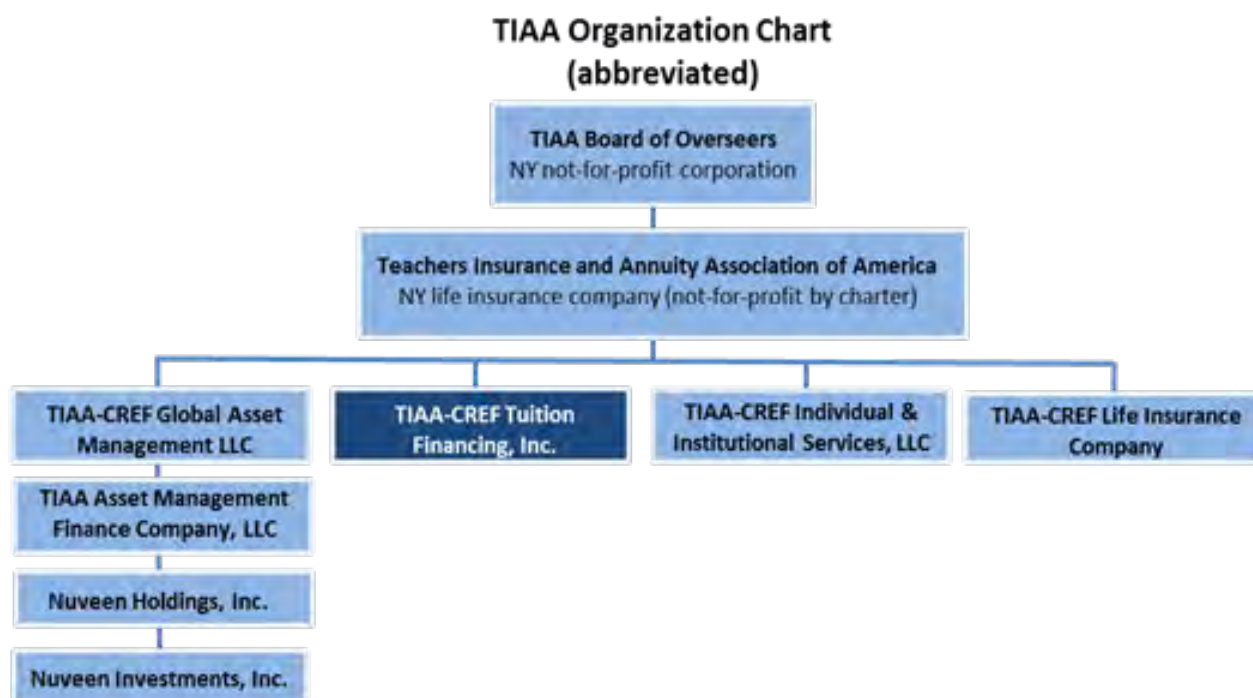 TIAA Organization Chart
(abbreviated)
TIAA Board of Overseers
NY not-for-profit corporation
Teachers Insurance and Annuity Association of America
NY life insurance company (not-for-profit by charter)
TIAA-CREF Global Asset
Management LLC
TIAA-CREF Tuition
Financing, Inc.
TIAA-CREF Individual &
Institutional Services, LLC
TIAA-CREF Life Insurance
Company
TIAA Asset Management
Finance Company, LLC
Nuveen Holdings, Inc.
Nuveen Investments, Inc.